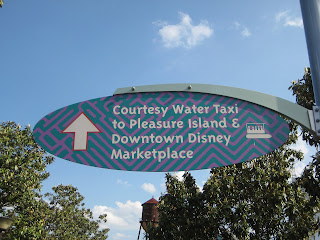 Courtesy Water Taxi
to Pleasure Island &
Downtown Disney
Marketplace